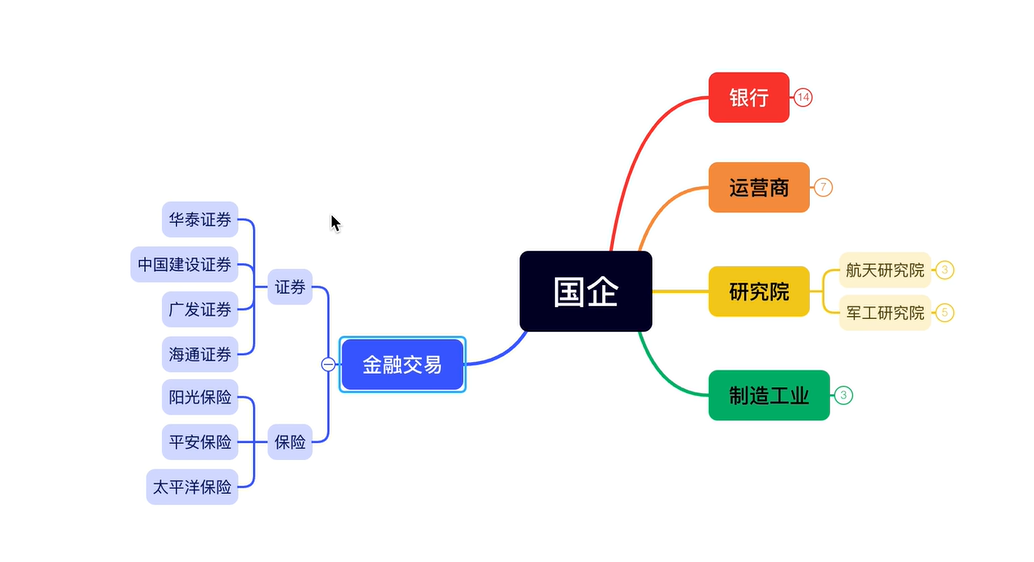 国企
银行
14
运营商
7
研究院
航天研究院
3
军工研究院
5
制造工业
3
金融交易
证券
华泰证券
中国建设证券
广发证券
海通证券
保险
阳光保险
平安保险
太平洋保险